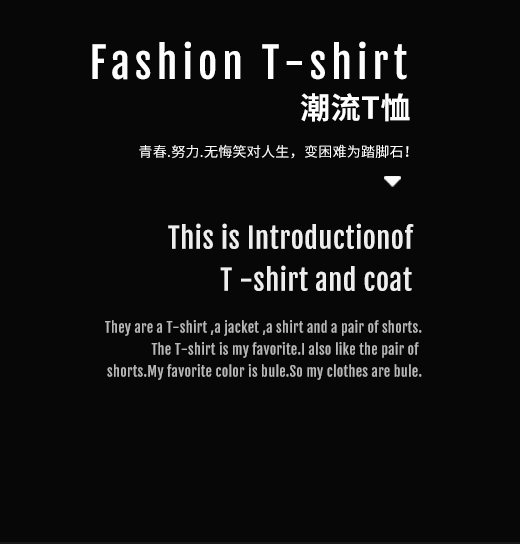 Fashion T-shirt
潮流T恤
青春.努力.无悔笑对人生，变困难为踏脚石！
This is Introductionof
T -shirt and coat
They are a T-shirt ,a jacket ,a shirt and a pair of shorts.
The T-shirt is my favorite.I also like the pair of
shorts.My favorite color is bule.So my clothes are bule.